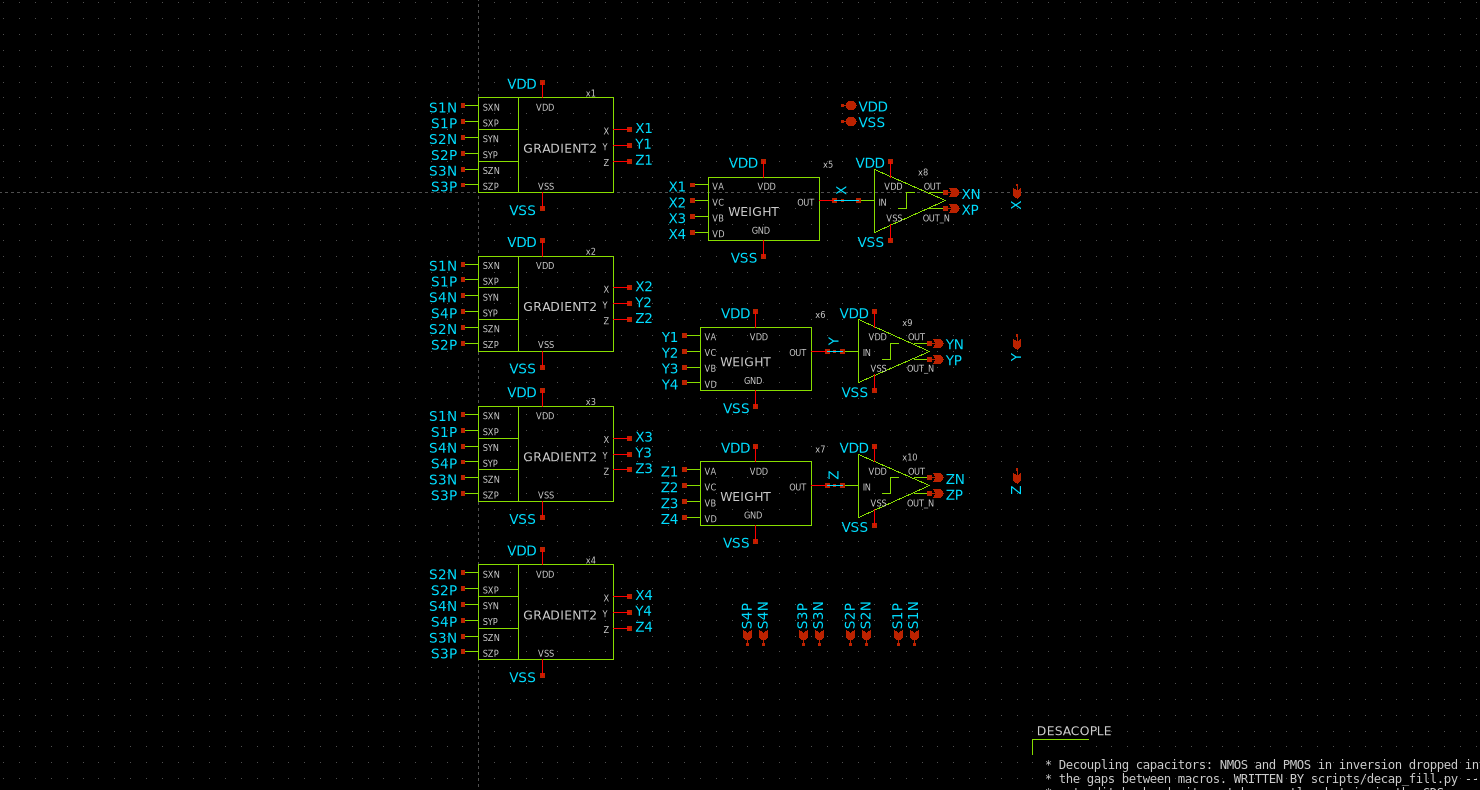 VDD
x1
S1N SXN VDD
S1P SXP X X1
S2N SYN GRADIENT2 Y Y1
S2P SYP Z Z1
S3N SZN
S3P SZP VSS
VSS
VDD
x2
S1N SXN VDD
S1P SXP X X2
S4N SYN GRADIENT2 Y Y2
S4P SYP Z Z2
S2N SZN
S2P SZP VSS
VSS
VDD
x3
S1N SXN VDD
S1P SXP X X3
S4N SYN GRADIENT2 Y Y3
S4P SYP Z Z3
S3N SZN
S3P SZP VSS
VSS
VDD
x4
S2N SXN VDD
S2P SXP X X4
S4N SYN GRADIENT2 Y Y4
S4P SYP Z Z4
S3N SZN
S3P SZP VSS
VSS
VDD
VSS
VDD x5 VDD x8
X1 VA VDD X VDD OUT XN
X2 VC OUT IN
X3 VB WEIGHT VSS OUT_N XP
X4 VD GND VSS
VSS
X
VDD x6 VDD x9
Y1 VA VDD Y VDD OUT YN
Y2 VC OUT IN
Y3 VB WEIGHT VSS OUT_N YP
Y4 VD GND VSS
VSS
Y
VDD x7 VDD x10
Z1 VA VDD Z VDD OUT ZN
Z2 VC OUT IN
Z3 VB WEIGHT VSS OUT_N ZP
Z4 VD GND VSS
VSS
Z
S4P S4N S3P S3N S2P S2N S1P S1N
DESACOPLE
* Decoupling capacitors: NMOS and PMOS in inversion dropped
* the gaps between macros. WRITTEN BY scripts/decap_fill.py --